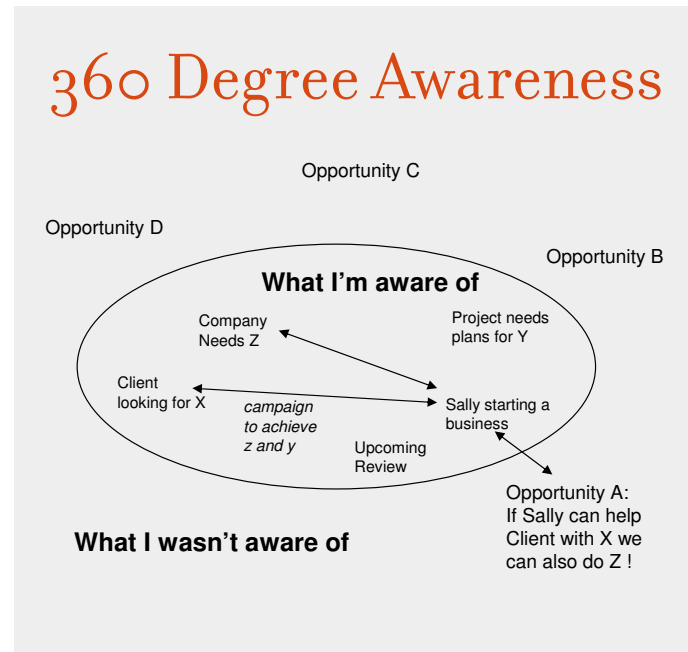 360 Degree Awareness
Opportunity C
Opportunity D
Opportunity B
What I'm aware of
Company
Needs Z
Project needs
plans for Y
Client
looking for X
campaign
to achieve
z and y
Sally starting a
business
Upcoming
Review
Opportunity A:
If Sally can help
Client with X we
can also do Z !
What I wasn't aware of